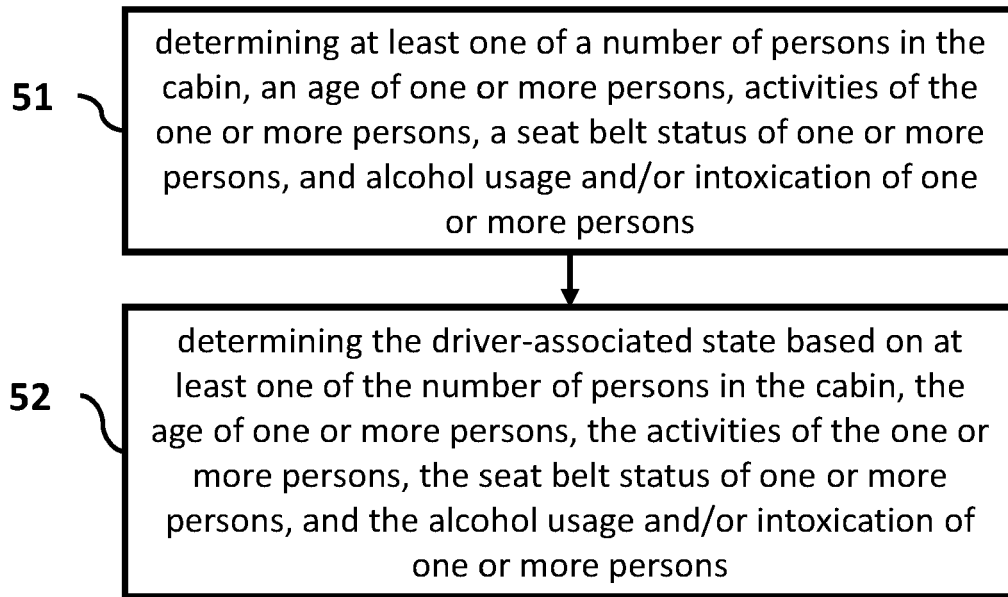 determining at least one of a number of persons in the
51
cabin, an age of one or more persons, activities of the
one or more persons, a seat belt status of one or more
persons, and alcohol usage and/or intoxication of one
or more persons
determining the driver-associated state based on at
52
least one of the number of persons in the cabin, the
age of one or more persons, the activities of the one or
more persons, the seat belt status of one or more
persons, and the alcohol usage and/or intoxication of
one or more persons